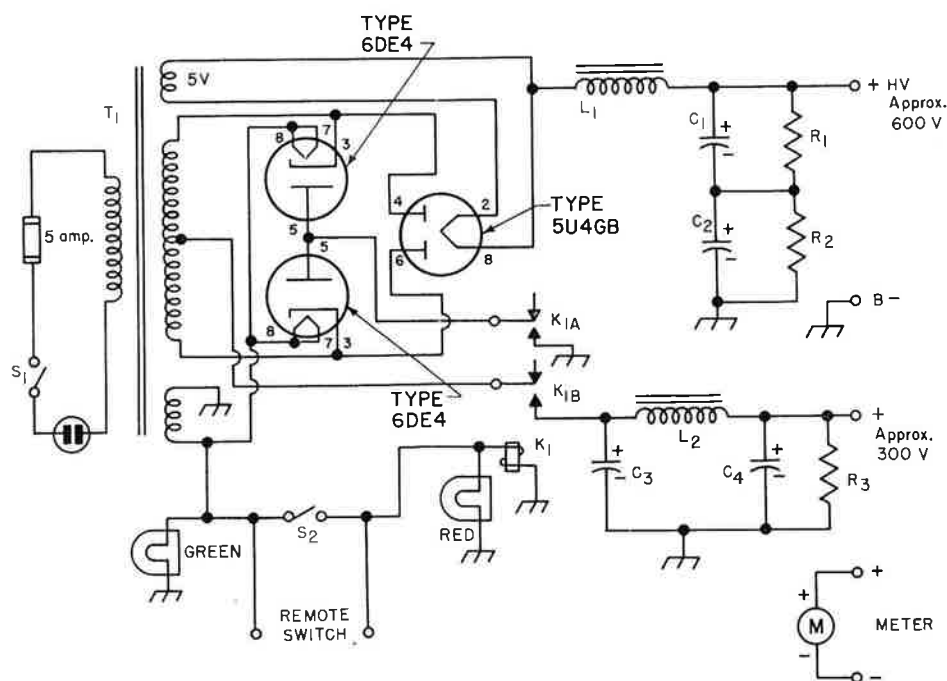 TYPE
6DE4
5V
T1
7
8
3
5
5
8
7
3
TYPE
6DE4
4
2
6
8
TYPE
5U4GB
5 amp.
S1
L1
C1
+
−
R1
C2
+
−
R2
+ HV
Approx.
600 V
B −
K1A
K1B
L2
C3
+
−
C4
+
−
R3
+
Approx.
300 V
K1
GREEN
S2
RED
REMOTE
SWITCH
+
+
M
METER
−
−